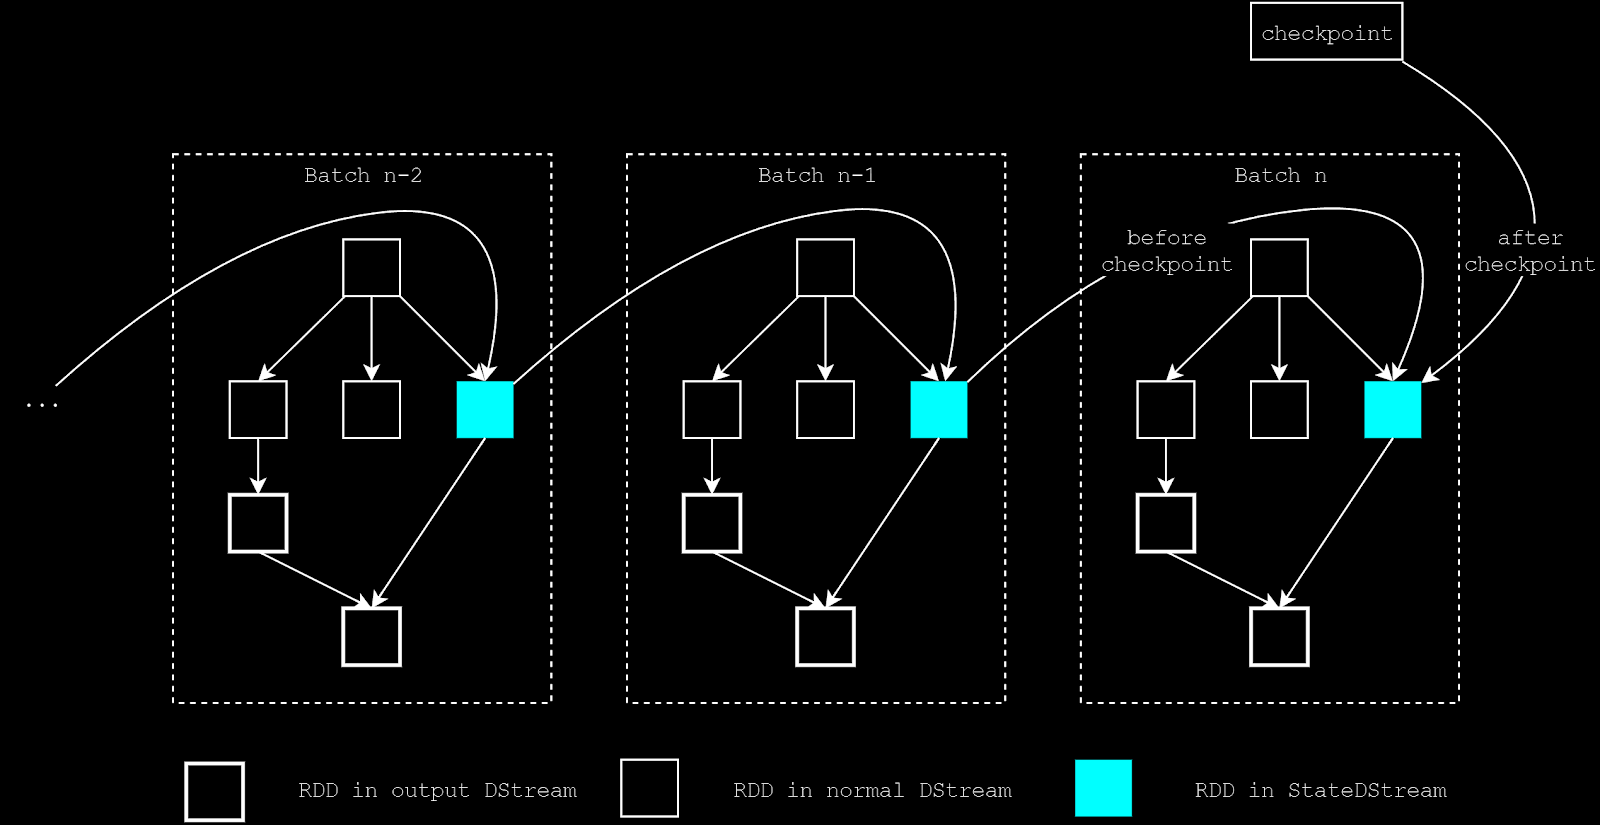 checkpoint
Batch n-2
Batch n-1
Batch n
before
checkpoint
after
checkpoint
...
RDD in output DStream
RDD in normal DStream
RDD in StateDStream